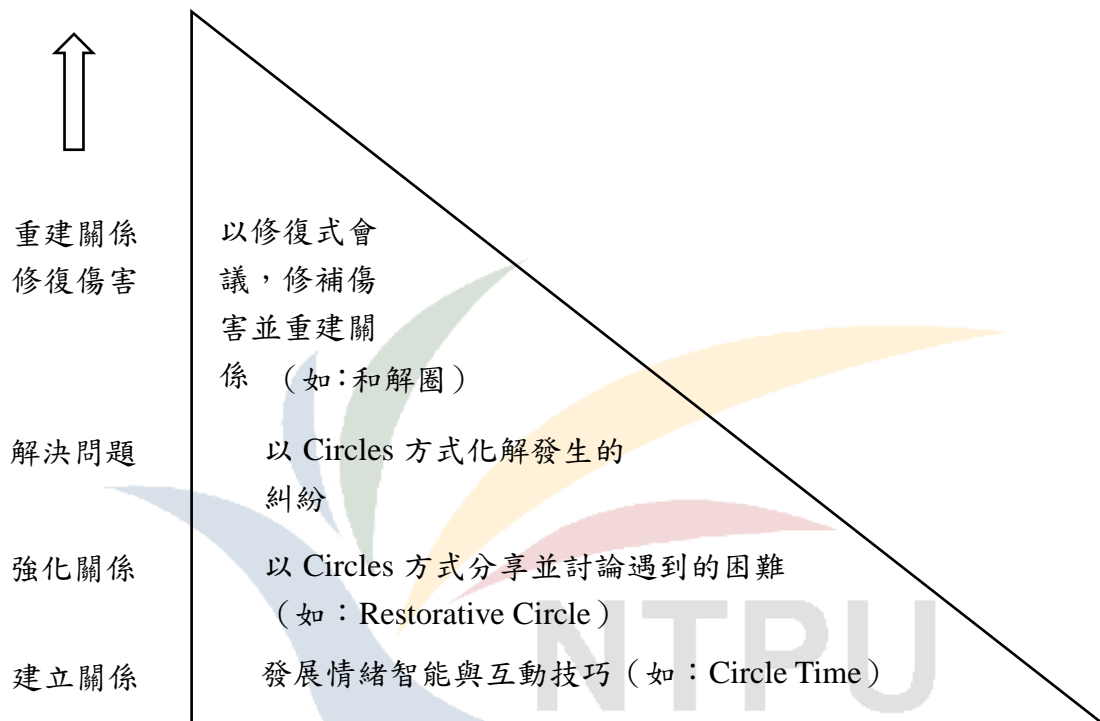 重建關係
修復傷害
以修復式會
議，修補傷
害並重建關
係 （如：和解圈）
解決問題
以 Circles 方式化解發生的
糾紛
強化關係
以 Circles 方式分享並討論遇到的困難
（如：Restorative Circle）
建立關係
發展情緒智能與互動技巧（如：Circle Time）
NTPU